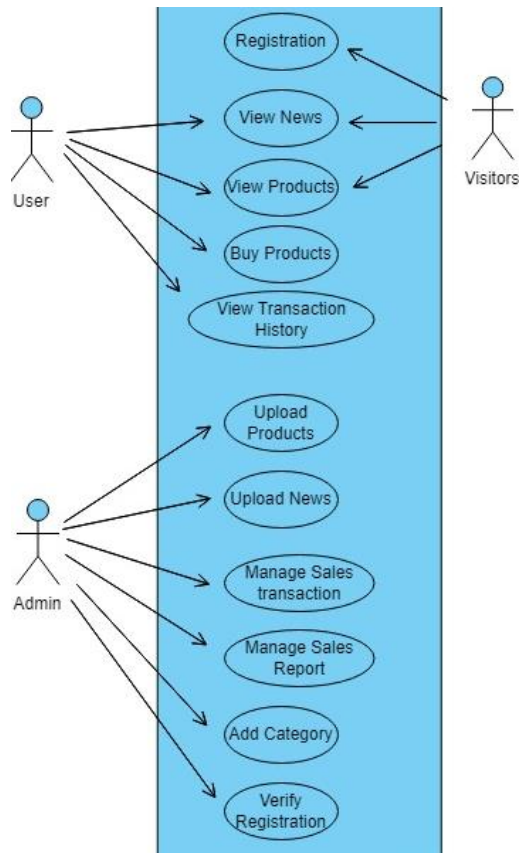 Registration
View News
User
Visitors
View Products
Buy Products
View Transaction
History
Upload
Products
Upload News
Admin
Manage Sales
transaction
Manage Sales
Report
Add Category
Verify
Registration